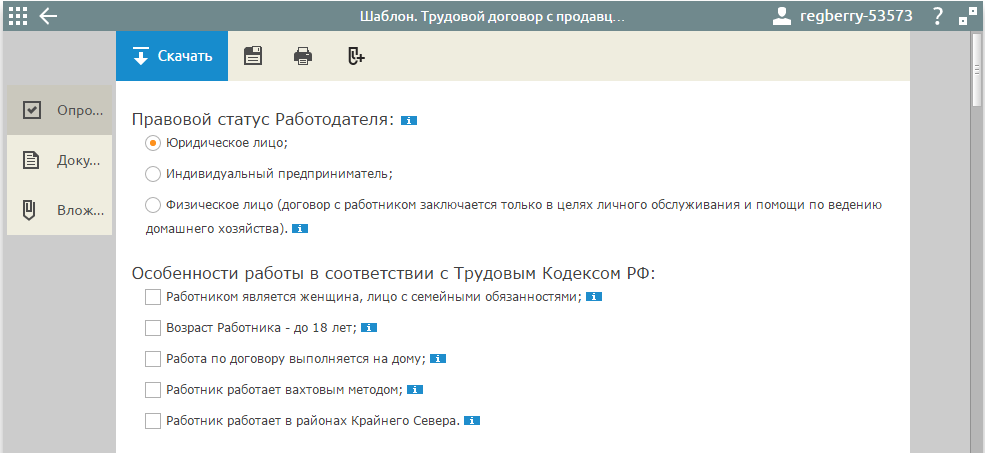 Шаблон. Трудовой договор с продавц...
regberry-53573
?
Скачать
Опро...
Доку...
Влож...
Правовой статус Работодателя: i
Юридическое лицо;
Индивидуальный предприниматель;
Физическое лицо (договор с работником заключается только в целях личного обслуживания и помощи по ведению
домашнего хозяйства). i
Особенности работы в соответствии с Трудовым Кодексом РФ:
Работником является женщина, лицо с семейными обязанностями; i
Возраст Работника - до 18 лет; i
Работа по договору выполняется на дому; i
Работник работает вахтовым методом; i
Работник работает в районах Крайнего Севера. i